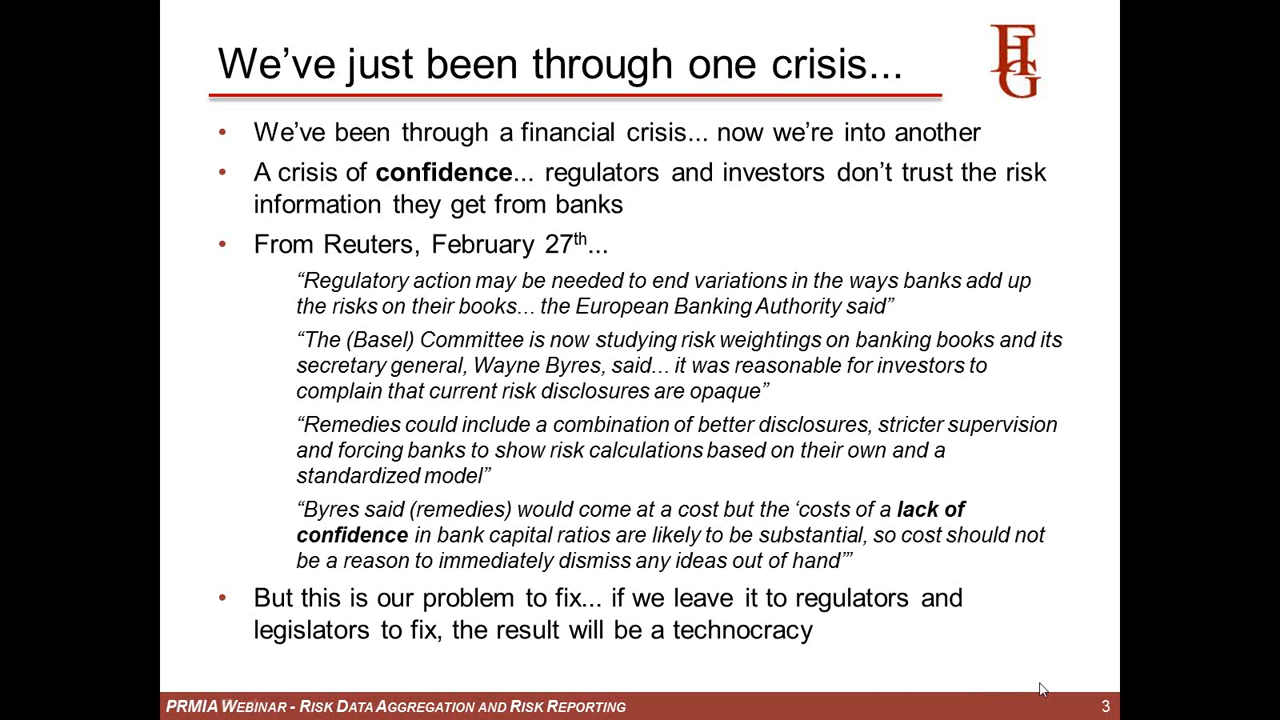 We’ve just been through one crisis...
FHG
• We’ve been through a financial crisis... now we’re into another
• A crisis of confidence... regulators and investors don’t trust the risk
information they get from banks
• From Reuters, February 27th...
“Regulatory action may be needed to end variations in the ways banks add up
the risks on their books… the European Banking Authority said”
“The (Basel) Committee is now studying risk weightings on banking books and its
secretary general, Wayne Byres, said… it was reasonable for investors to
complain that current risk disclosures are opaque”
“Remedies could include a combination of better disclosures, stricter supervision
and forcing banks to show risk calculations based on their own and a
standardized model”
“Byres said (remedies) would come at a cost but the ‘costs of a lack of
confidence in bank capital ratios are likely to be substantial, so cost should not
be a reason to immediately dismiss any ideas out of hand’”
• But this is our problem to fix... if we leave it to regulators and
legislators to fix, the result will be a technocracy
PRMIA WEBINAR - RISK DATA AGGREGATION AND RISK REPORTING
3